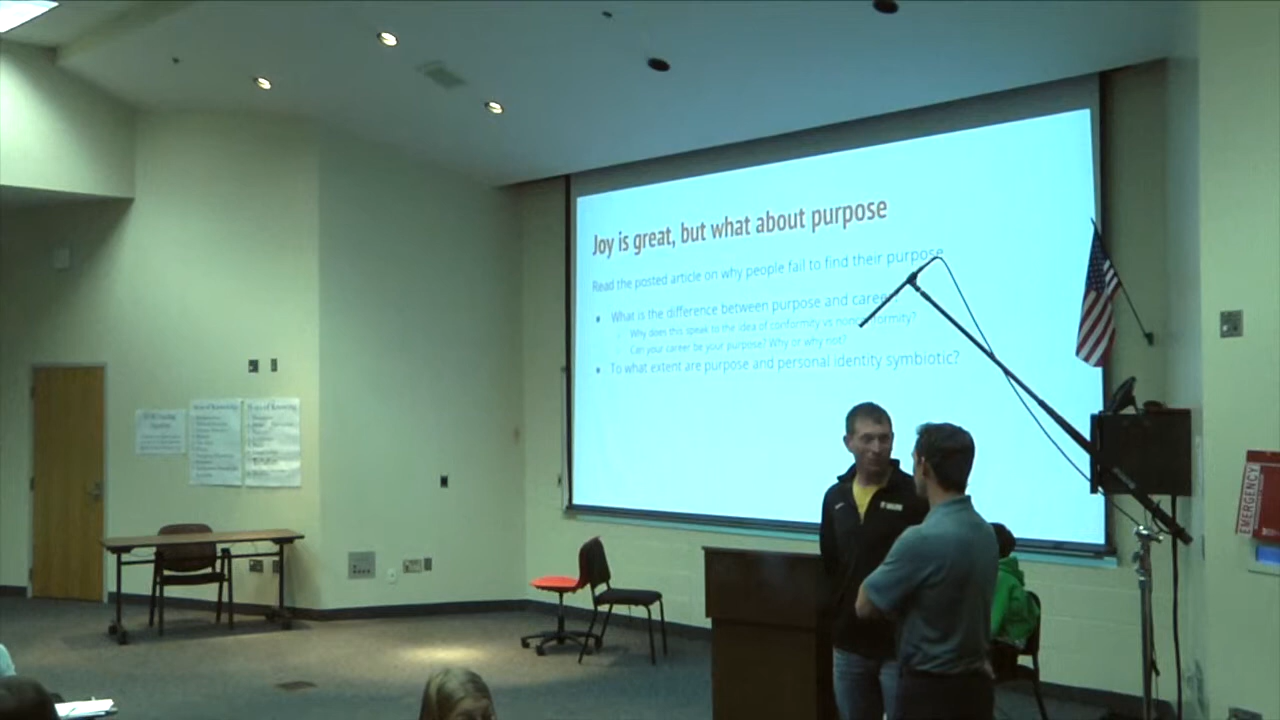 Joy is great, but what about purpose
Read the posted article on why people fail to find their purpose
What is the difference between purpose and career
Why does this speak to the idea of conformity vs nonconformity?
Can your career be your purpose? Why or why not?
To what extent are purpose and personal identity symbiotic?
Ways of Knowing
EMERGENCY